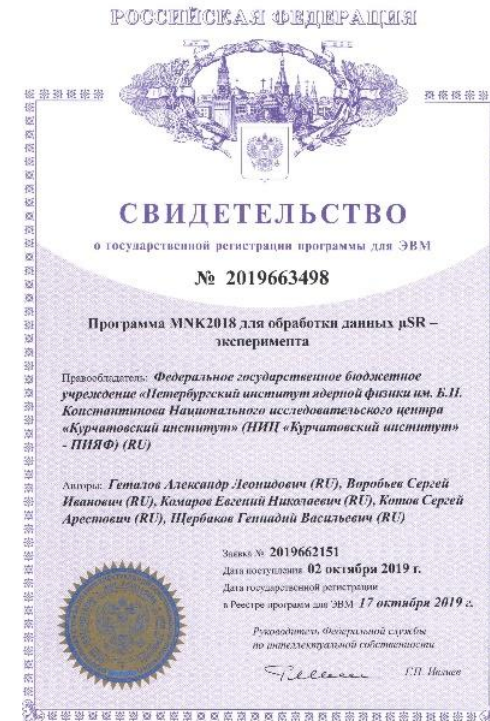 РОССИЙСКАЯ ФЕДЕРАЦИЯ
СВИДЕТЕЛЬСТВО
о государственной регистрации программы для ЭВМ
№ 2019663498
Программа MNK2018 для обработки данных µSR –
эксперимента
Правообладатель: Федеральное государственное бюджетное
учреждение «Петербургский институт ядерной физики им. Б.П.
Константинова Национального исследовательского центра
«Курчатовский институт» (НИЦ «Курчатовский институт»
- ПИЯФ) (RU)
Авторы: Геталов Александр Леонидович (RU), Воробьев Сергей
Иванович (RU), Комаров Евгений Николаевич (RU), Котов Сергей
Арестович (RU), Щербаков Геннадий Васильевич (RU)
Заявка № 2019662151
Дата поступления 02 октября 2019 г.
Дата государственной регистрации
в Реестре программ для ЭВМ 17 октября 2019 г.
Руководитель Федеральной службы
по интеллектуальной собственности
Г.П. Ивлиев